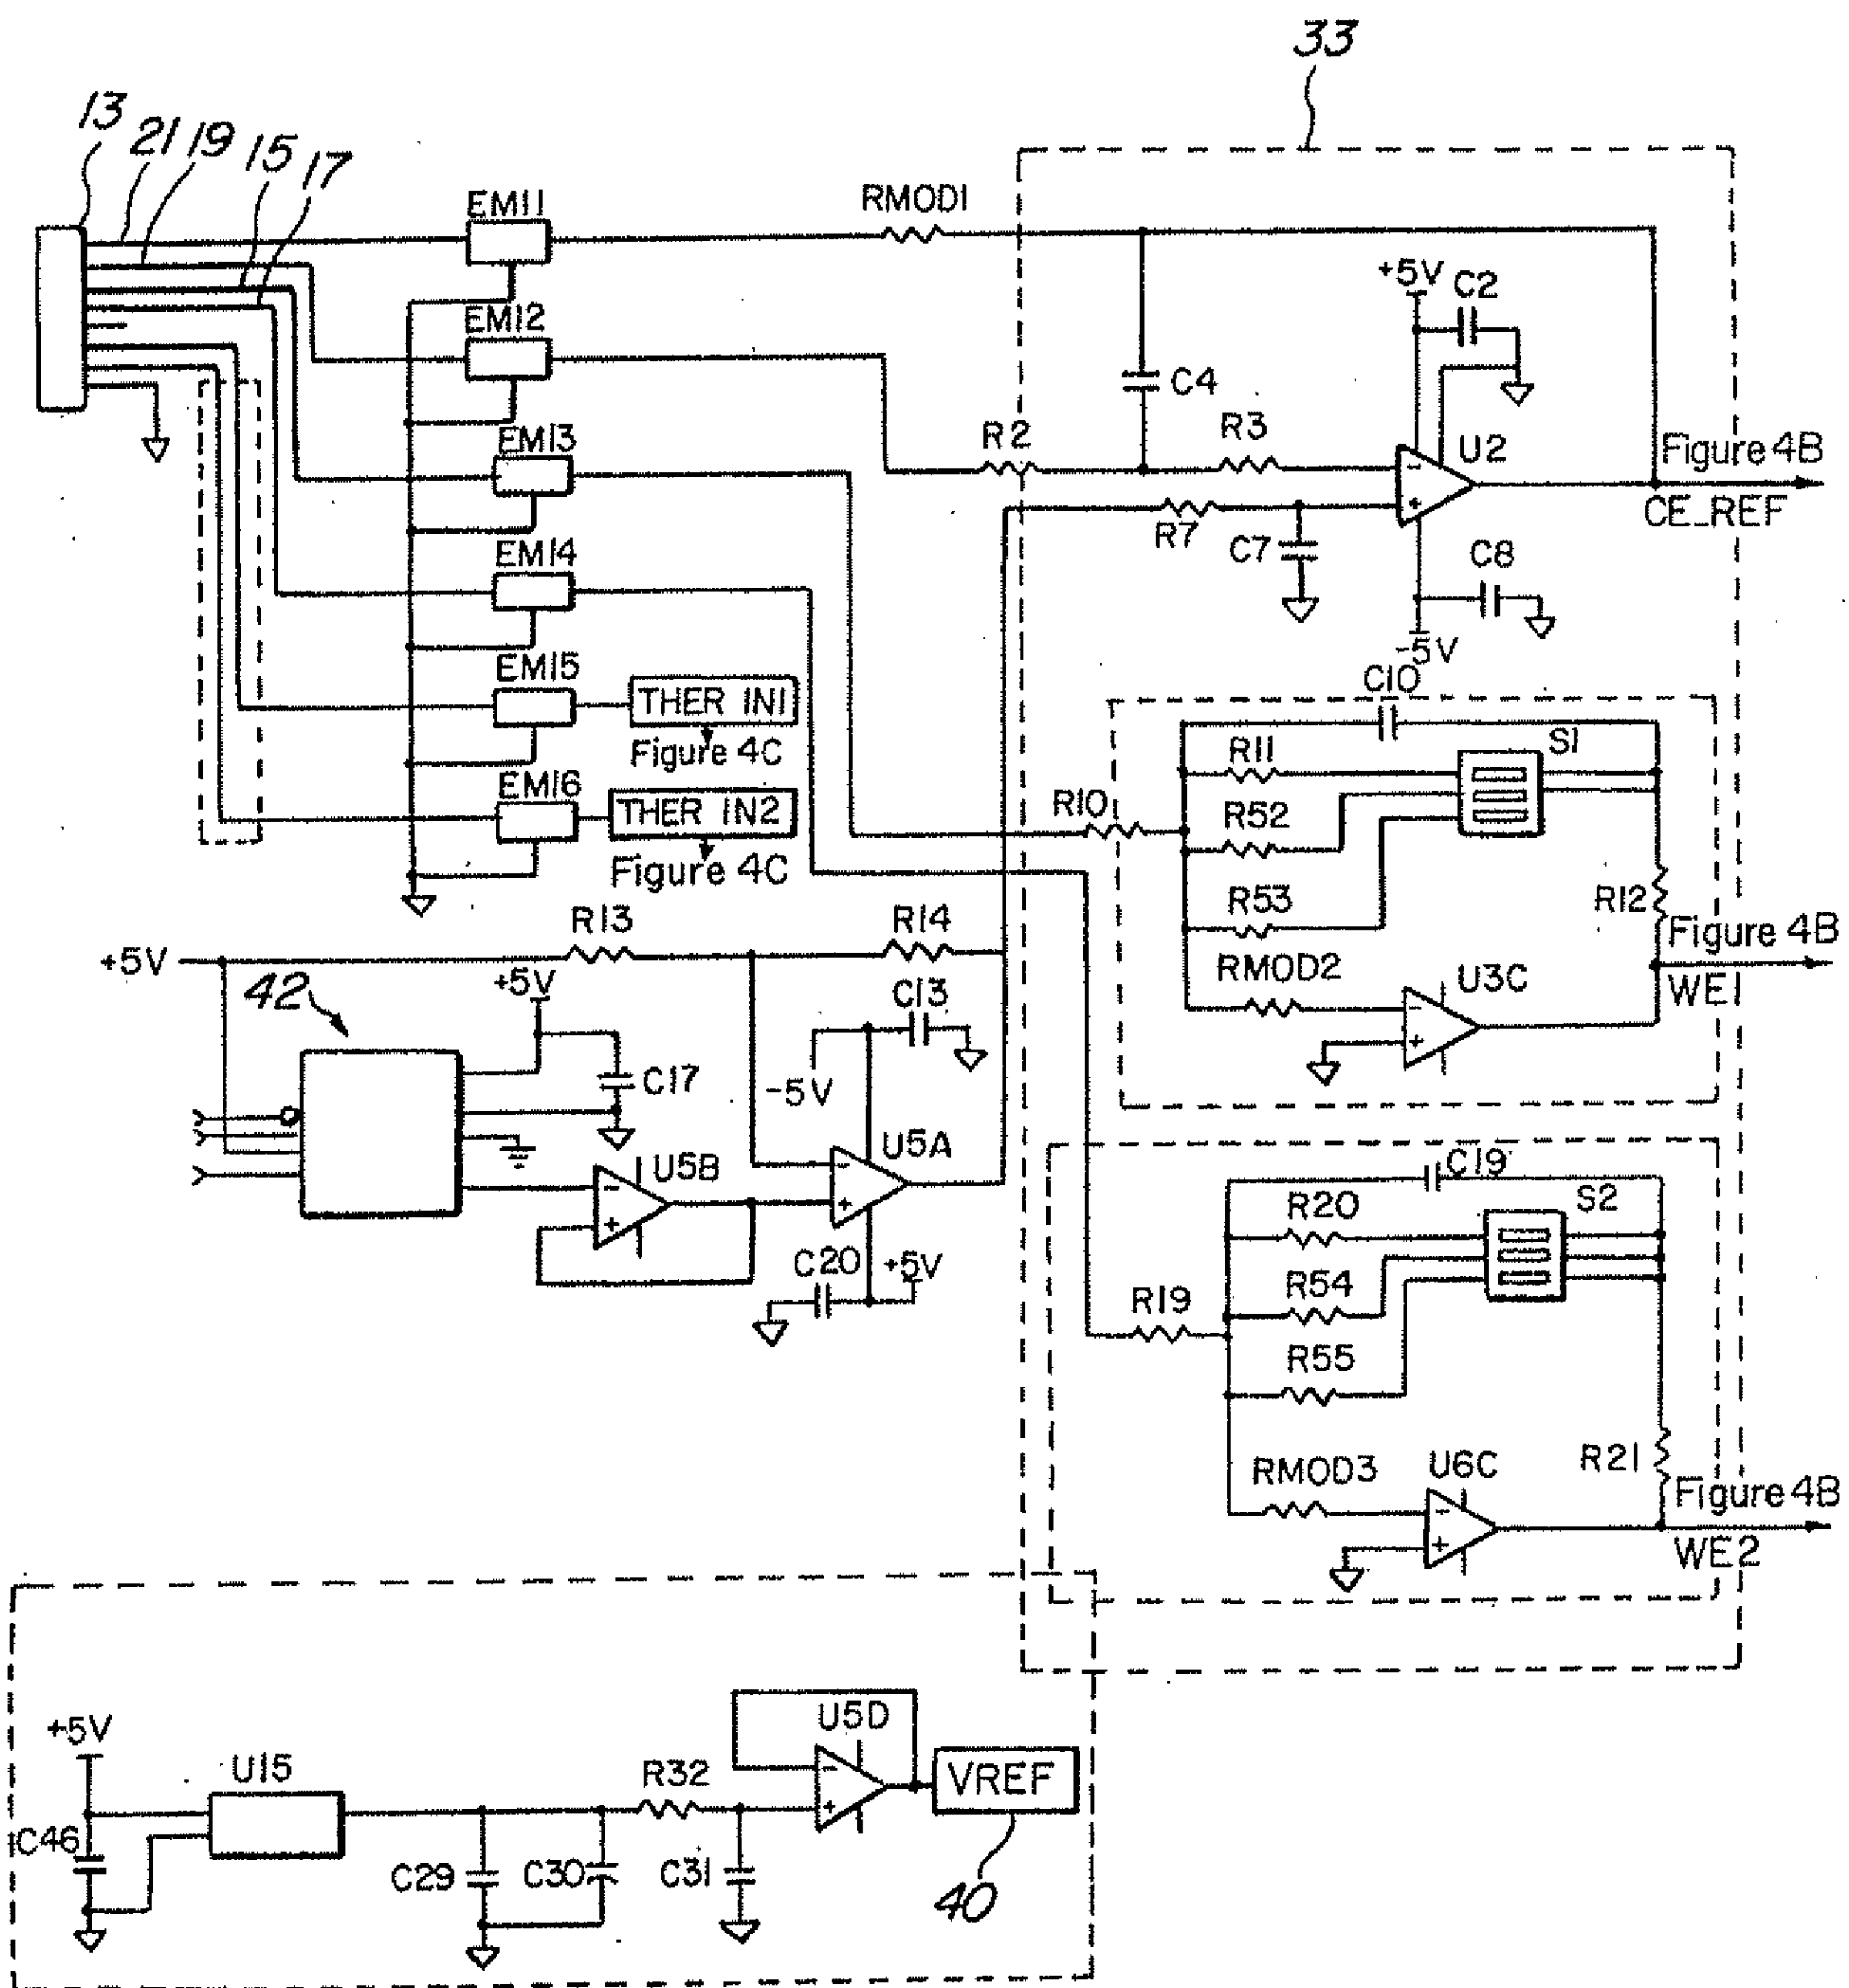 33
13
21
19
15
17
EMI1
RMOD1
+5V
C2
EMI2
C4
R2
R3
U2
Figure 4B
CE_REF
EMI3
R7
C7
C8
-5V
EMI4
C10
EMI5
THER IN1
Figure 4C
R11
S1
EMI6
THER IN2
Figure 4C
R10
R52
R53
R12
Figure 4B
WE1
R13
R14
+5V
42
+5V
C13
RMOD2
U3C
-5V
C17
U5B
U5A
C19
S2
R20
C20
+5V
R54
R19
R55
R21
RMOD3
U6C
Figure 4B
WE2
+5V
U15
R32
U5D
VREF
C46
C29
C30
C31
40